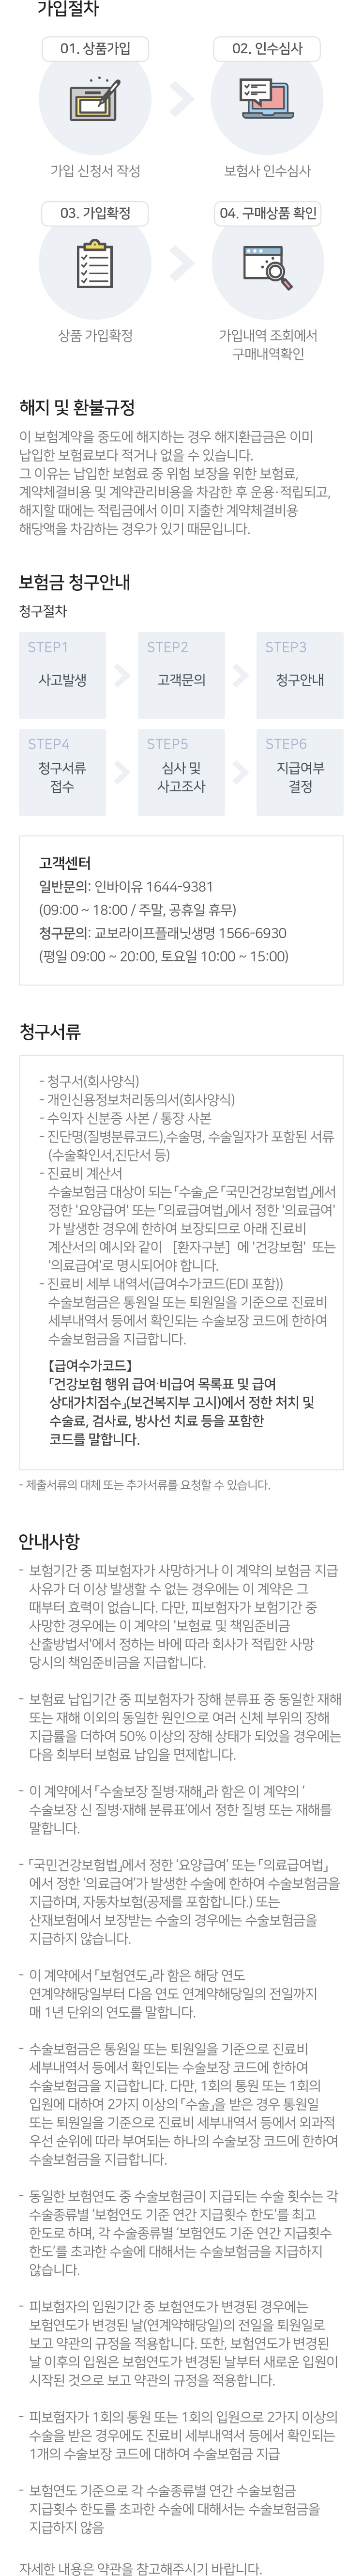 가입절차
01. 상품가입
02. 인수심사
가입 신청서 작성
보험사 인수심사
03. 가입확정
04. 구매상품 확인
상품 가입확정
가입내역 조회에서
구매내역확인
해지 및 환불규정
이 보험계약을 중도에 해지하는 경우 해지환급금은 이미
납입한 보험료보다 적거나 없을 수 있습니다.
그 이유는 납입한 보험료 중 위험 보장을 위한 보험료,
계약체결비용 및 계약관리비용을 차감한 후 운용·적립되고,
해지할 때에는 적립금에서 이미 지출한 계약체결비용
해당액을 차감하는 경우가 있기 때문입니다.
보험금 청구안내
청구절차
STEP1
사고발생
STEP2
고객문의
STEP3
청구안내
STEP4
청구서류
접수
STEP5
심사 및
사고조사
STEP6
지급여부
결정
고객센터
일반문의: 인바이유 1644-9381
(09:00 ~ 18:00 / 주말, 공휴일 휴무)
청구문의: 교보라이프플래닛생명 1566-6930
(평일 09:00 ~ 20:00, 토요일 10:00 ~ 15:00)
청구서류
- 청구서(회사양식)
- 개인신용정보처리동의서(회사양식)
- 수익자 신분증 사본 / 통장 사본
- 진단명(질병분류코드),수술명, 수술일자가 포함된 서류
(수술확인서,진단서 등)
- 진료비 계산서
수술보험금 대상이 되는 「수술」은 「국민건강보험법」에서
정한 '요양급여' 또는 「의료급여법」에서 정한 '의료급여'
가 발생한 경우에 한하여 보장되므로 아래 진료비
계산서의 예시와 같이 [환자구분] 에 '건강보험' 또는
'의료급여'로 명시되어야 합니다.
- 진료비 세부 내역서(급여수가코드(EDI 포함))
수술보험금은 통원일 또는 퇴원일을 기준으로 진료비
세부내역서 등에서 확인되는 수술보장 코드에 한하여
수술보험금을 지급합니다.
【급여수가코드】
「건강보험 행위 급여·비급여 목록표 및 급여
상대가치점수」(보건복지부 고시)에서 정한 처치 및
수술료, 검사료, 방사선 치료 등을 포함한
코드를 말합니다.
- 제출서류의 대체 또는 추가서류를 요청할 수 있습니다.
안내사항
- 보험기간 중 피보험자가 사망하거나 이 계약의 보험금 지급
사유가 더 이상 발생할 수 없는 경우에는 이 계약은 그
때부터 효력이 없습니다. 다만, 피보험자가 보험기간 중
사망한 경우에는 이 계약의 '보험료 및 책임준비금
산출방법서'에서 정하는 바에 따라 회사가 적립한 사망
당시의 책임준비금을 지급합니다.
- 보험료 납입기간 중 피보험자가 장해 분류표 중 동일한 재해
또는 재해 이외의 동일한 원인으로 여러 신체 부위의 장해
지급률을 더하여 50% 이상의 장해 상태가 되었을 경우에는
다음 회부터 보험료 납입을 면제합니다.
- 이 계약에서 「수술보장 질병·재해」라 함은 이 계약의 '
수술보장 신 질병·재해 분류표'에서 정한 질병 또는 재해를
말합니다.
- 「국민건강보험법」에서 정한 '요양급여' 또는 「의료급여법」
에서 정한 '의료급여'가 발생한 수술에 한하여 수술보험금을
지급하며, 자동차보험(공제를 포함합니다.) 또는
산재보험에서 보장받는 수술의 경우에는 수술보험금을
지급하지 않습니다.
- 이 계약에서 「보험연도」라 함은 해당 연도
연계약해당일부터 다음 연도 연계약해당일의 전일까지
매 1년 단위의 연도를 말합니다.
- 수술보험금은 통원일 또는 퇴원일을 기준으로 진료비
세부내역서 등에서 확인되는 수술보장 코드에 한하여
수술보험금을 지급합니다. 다만, 1회의 통원 또는 1회의
입원에 대하여 2가지 이상의 「수술」을 받은 경우 통원일
또는 퇴원일을 기준으로 진료비 세부내역서 등에서 외과적
우선 순위에 따라 부여되는 하나의 수술보장 코드에 한하여
수술보험금을 지급합니다.
- 동일한 보험연도 중 수술보험금이 지급되는 수술 횟수는 각
수술종류별 '보험연도 기준 연간 지급횟수 한도'를 최고
한도로 하며, 각 수술종류별 '보험연도 기준 연간 지급횟수
한도'를 초과한 수술에 대해서는 수술보험금을 지급하지
않습니다.
- 피보험자의 입원기간 중 보험연도가 변경된 경우에는
보험연도가 변경된 날(연계약해당일)의 전일을 퇴원일로
보고 약관의 규정을 적용합니다. 또한, 보험연도가 변경된
날 이후의 입원은 보험연도가 변경된 날부터 새로운 입원이
시작된 것으로 보고 약관의 규정을 적용합니다.
- 피보험자가 1회의 통원 또는 1회의 입원으로 2가지 이상의
수술을 받은 경우에도 진료비 세부내역서 등에서 확인되는
1개의 수술보장 코드에 대하여 수술보험금 지급
- 보험연도 기준으로 각 수술종류별 연간 수술보험금
지급횟수 한도를 초과한 수술에 대해서는 수술보험금을
지급하지 않음
자세한 내용은 약관을 참고해주시기 바랍니다.